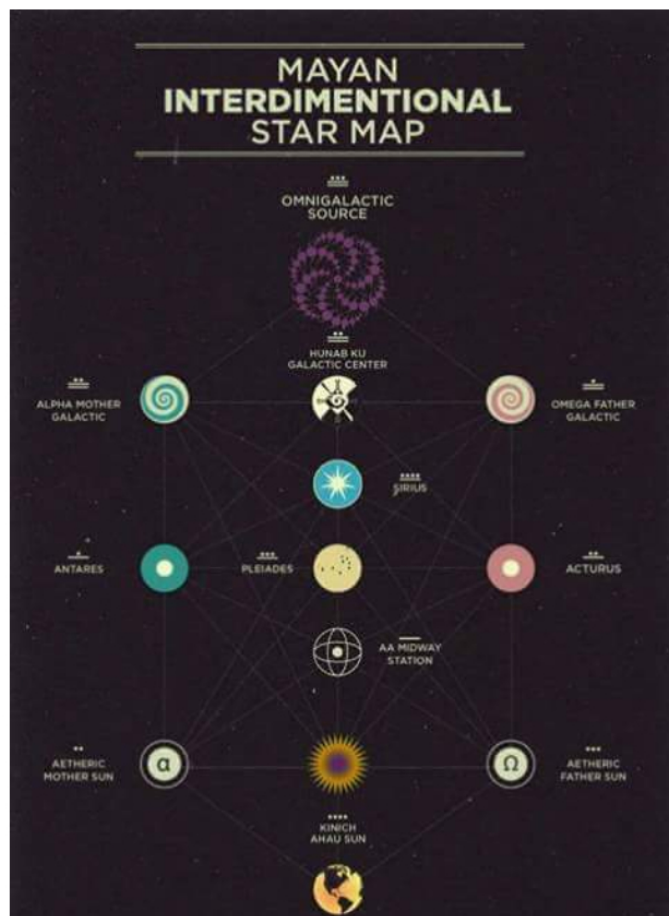 MAYAN
INTERDIMENTIONAL
STAR MAP
OMNIGALACTIC
SOURCE
HUNAB KU
GALACTIC CENTER
ALPHA MOTHER
GALACTIC
OMEGA FATHER
GALACTIC
SIRIUS
ANTARES
PLEIADES
ACTURUS
AA MIDWAY
STATION
AETHERIC
MOTHER SUN
α
Ω
AETHERIC
FATHER SUN
KINICH
AHAU SUN